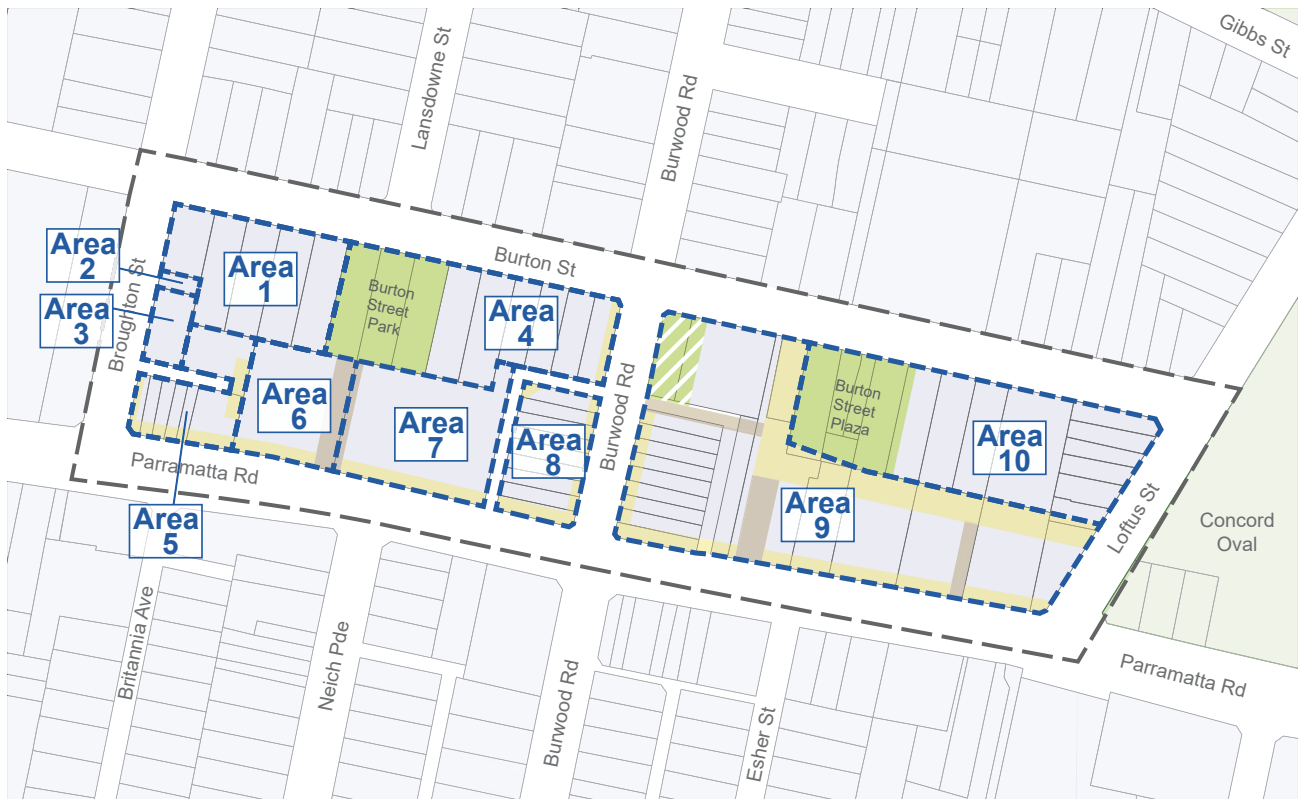 Gibbs St
Lansdowne St
Burwood Rd
Broughton St
Burton St
Area
1
Area
2
Area
3
Burton
Street
Park
Area
4
Area
5
Area
6
Area
7
Area
8
Burwood Rd
Burton
Street
Plaza
Area
9
Area
10
Loftus St
Concord
Oval
Parramatta Rd
Parramatta Rd
Britannia Ave
Neich Pde
Burwood Rd
Esher St